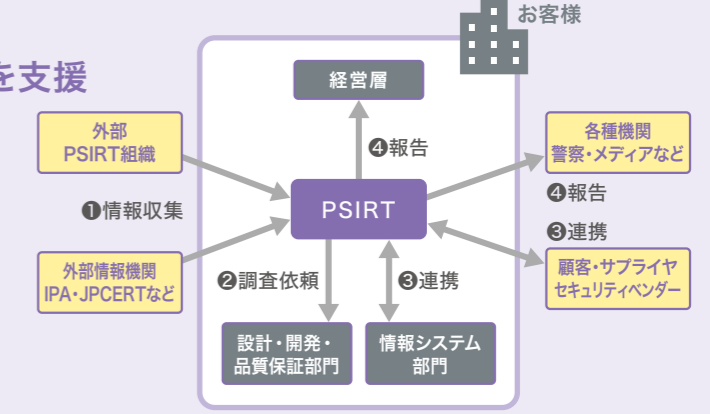 お客様
を支援
経営層
外部
PSIRT組織
❹報告
各種機関
警察・メディアなど
❶情報収集
PSIRT
❹報告
❸連携
外部情報機関
IPA・JPCERTなど
❷調査依頼
❸連携
顧客・サプライヤ
セキュリティベンダー
設計・開発・
品質保証部門
情報システム
部門